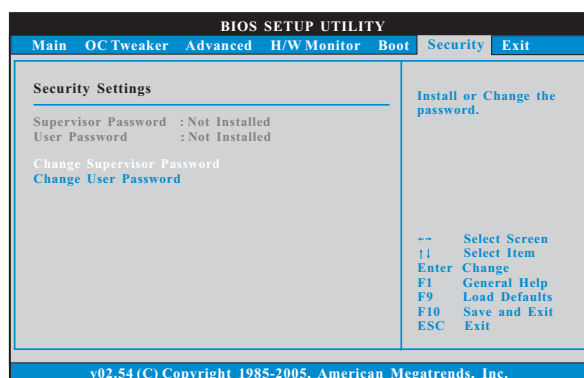 BIOS SETUP UTILITY
Main OC Tweaker Advanced H/W Monitor Boot Security Exit
Security Settings
Supervisor Password : Not Installed
User Password : Not Installed
Change Supervisor Password
Change User Password
Install or Change the
password.
←→ Select Screen
↑↓ Select Item
Enter Change
F1 General Help
F9 Load Defaults
F10 Save and Exit
ESC Exit
v02.54 (C) Copyright 1985-2005, American Megatrends, Inc.